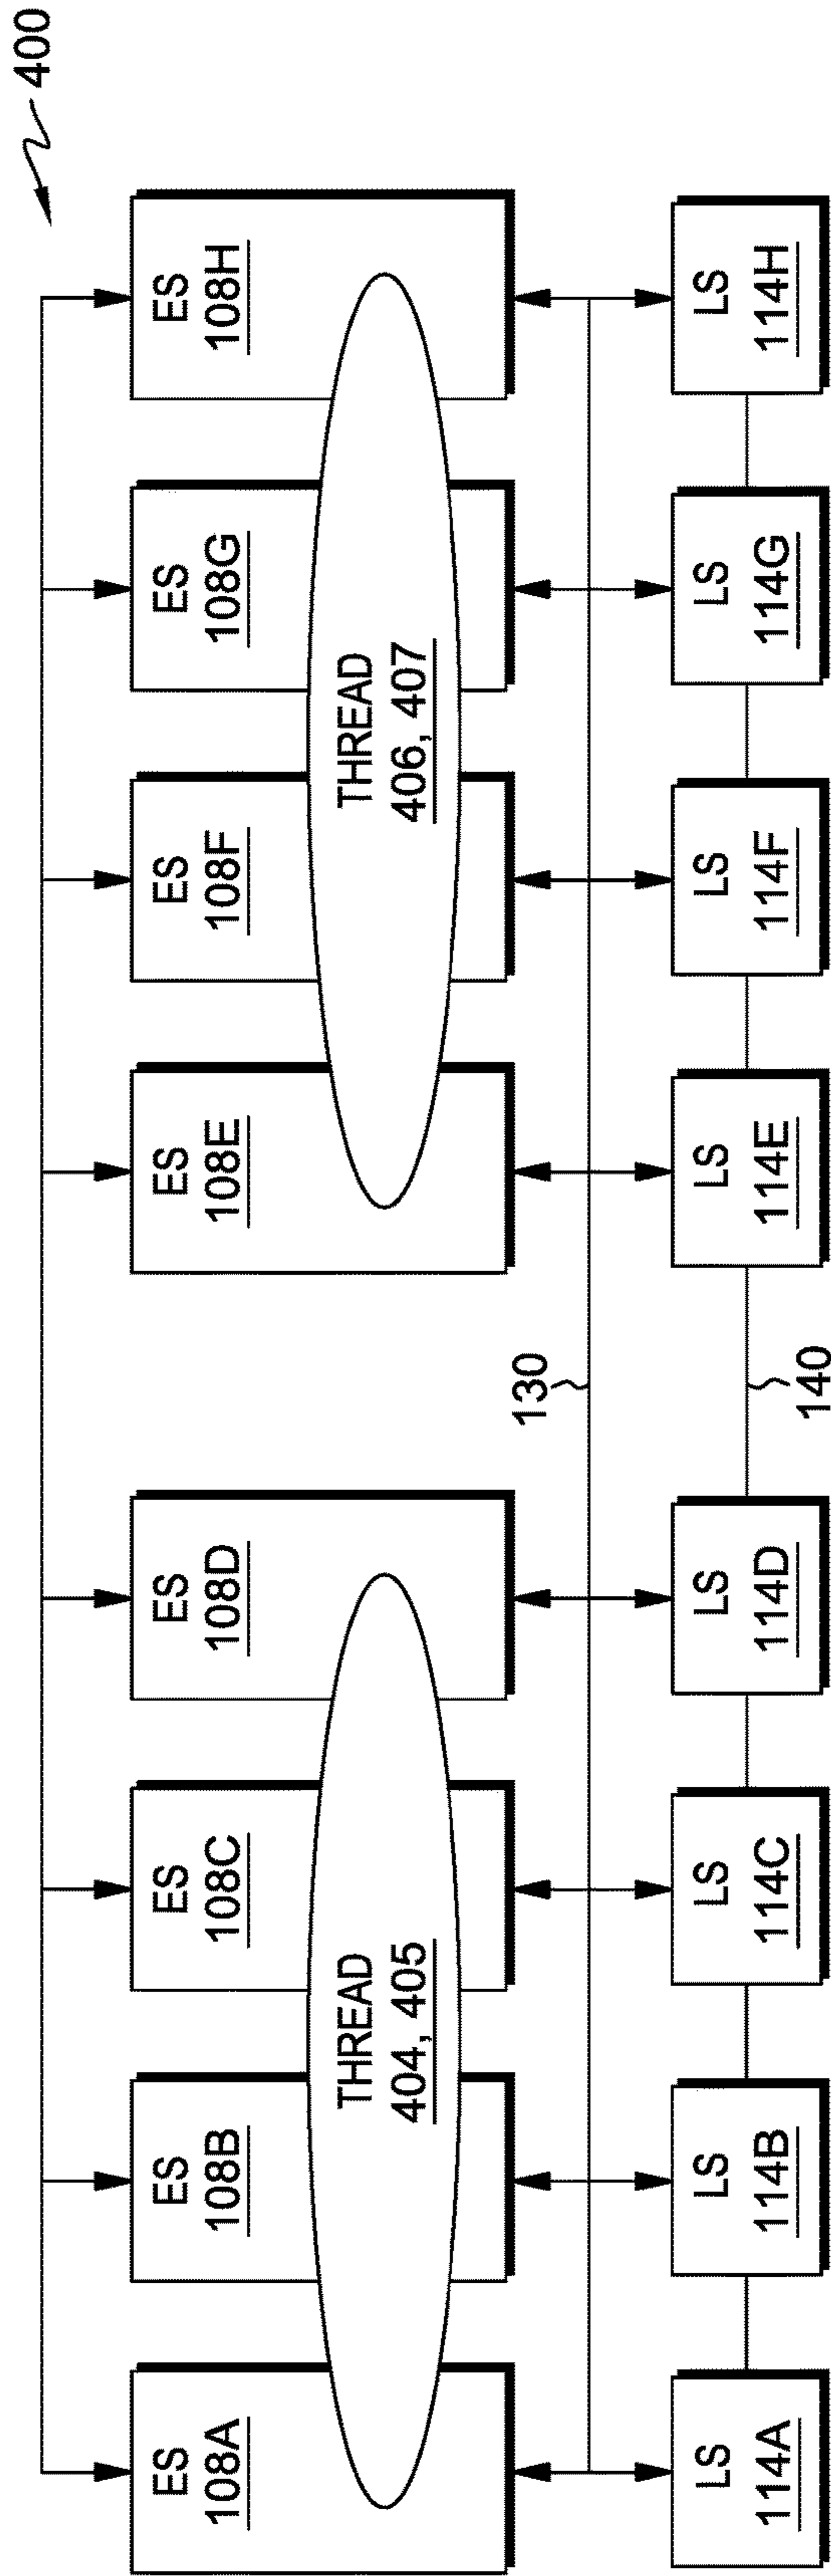 400
ES
108A
ES
108B
ES
108C
ES
108D
ES
108E
ES
108F
ES
108G
ES
108H
THREAD
404, 405
THREAD
406, 407
130
LS
114A
LS
114B
LS
114C
LS
114D
LS
114E
LS
114F
LS
114G
LS
114H
140